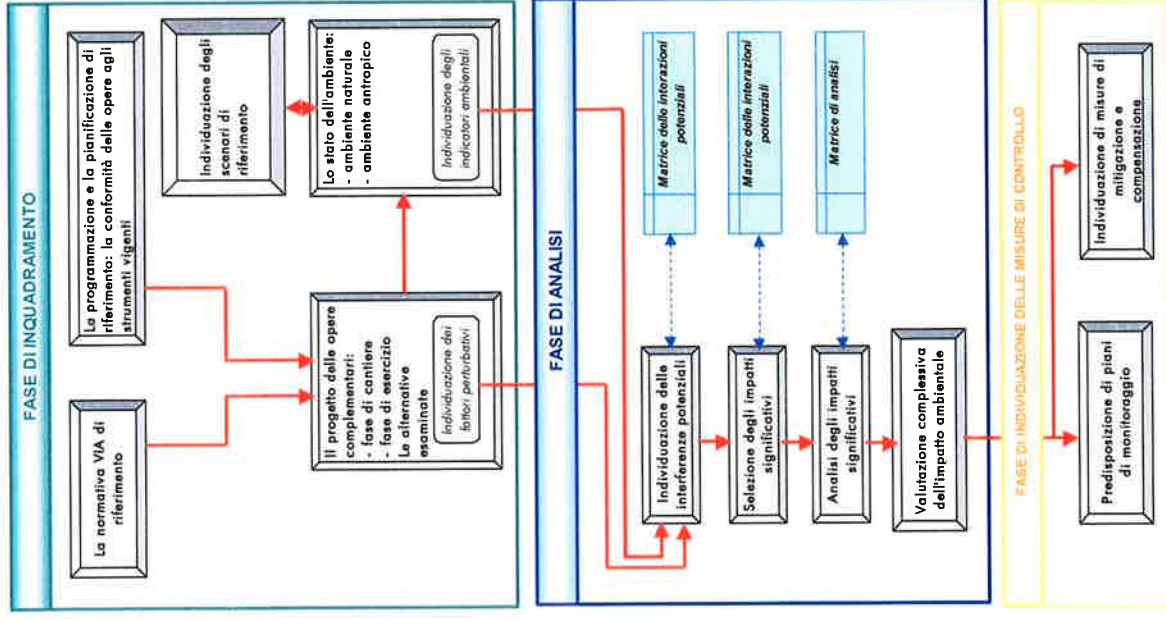 FASE DI INQUADRAMENTO
La normativa VIA di
riferimento
La programmazione e la pianificazione di
riferimento: la conformità delle opere agli
strumenti vigenti
Il progetto delle opere
complementari:
- fase di cantiere
- fase di esercizio
Le alternative
esaminate
Individuazione dei
fattori perturbativi
Individuazione degli
scenari di
riferimento
Lo stato dell'ambiente:
- ambiente naturale
- ambiente antropico
Individuazione degli
indicatori ambientali
FASE DI ANALISI
Individuazione delle
interferenze potenziali
Matrice delle interazioni
potenziali
Selezione degli impatti
significativi
Matrice delle interazioni
potenziali
Analisi degli impatti
significativi
Matrice di analisi
Valutazione complessiva
dell'impatto ambientale
FASE DI INDIVIDUAZIONE DELLE MISURE DI CONTROLLO
Predisposizione di piani
di monitoraggio
Individuazione di misure di
mitigazione e
compensazione